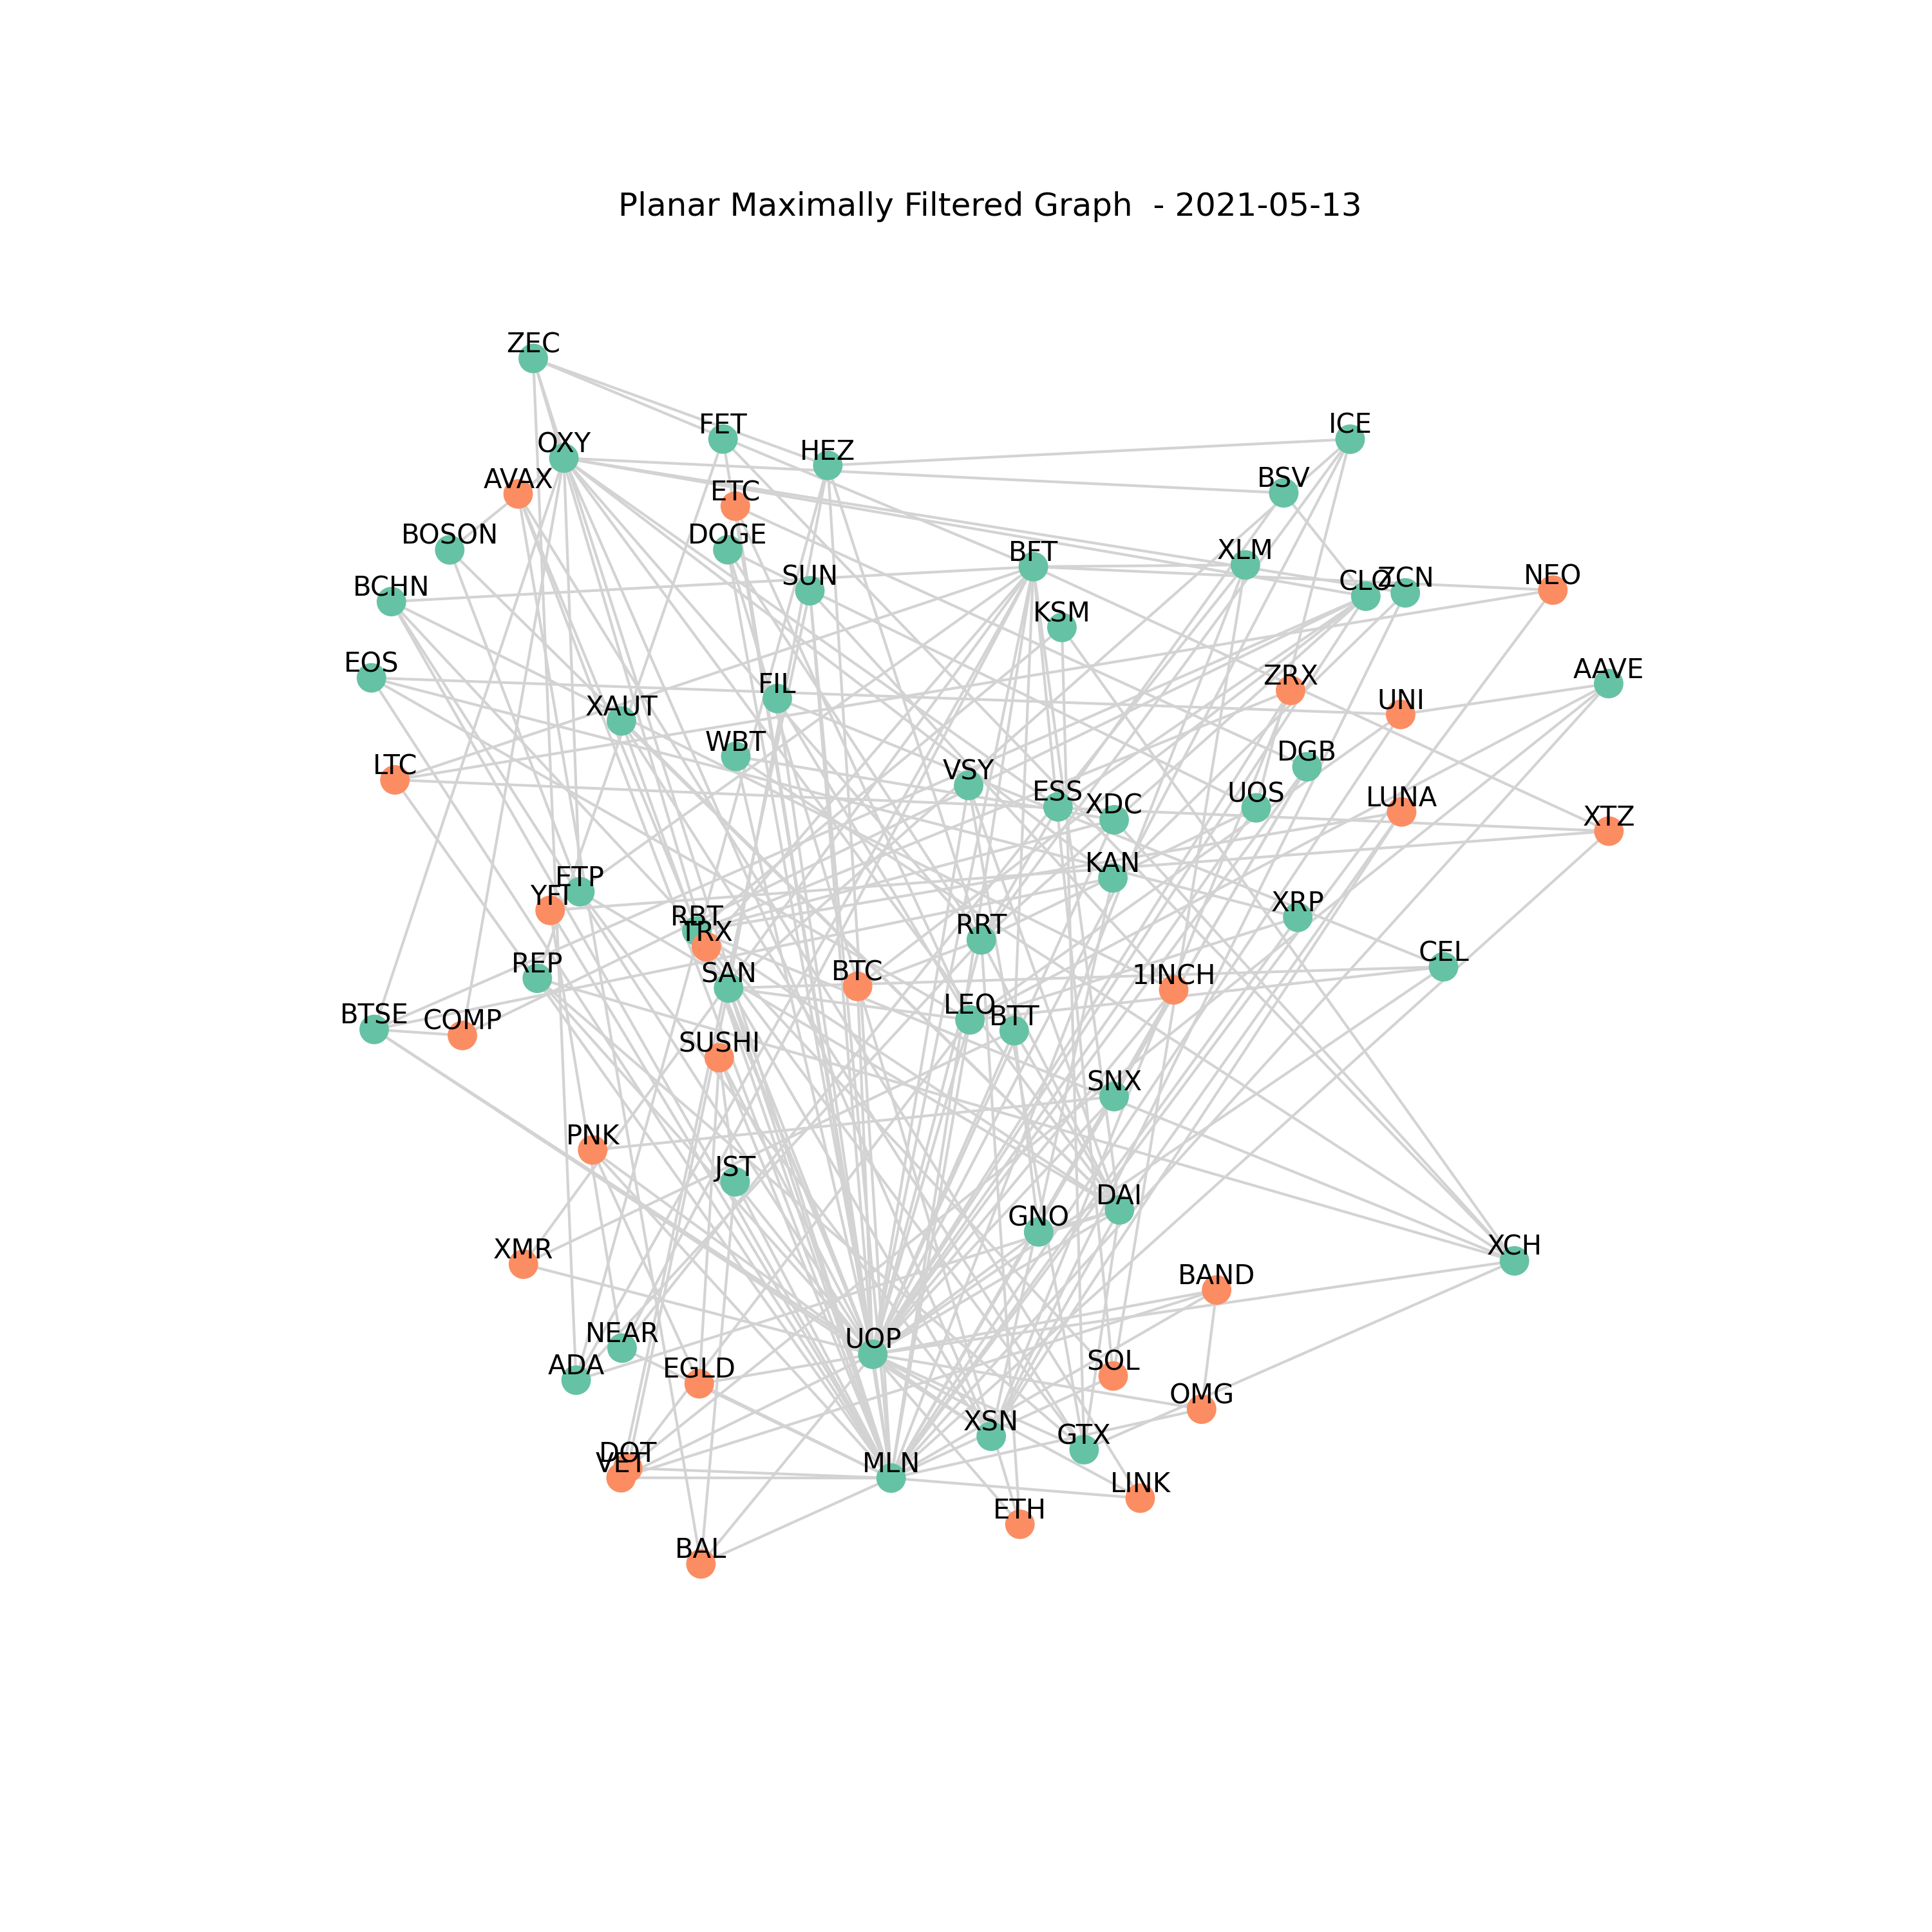 Planar Maximally Filtered Graph - 2021-05-13
ZEC
FET
ICE
OXY
HEZ
AVAX
ETC
BSV
BOSON
DOGE
BFT
XLM
SUN
BCHN
CLO
ZCN
NEO
KSM
EOS
FIL
ZRX
AAVE
XAUT
UNI
WBT
LTC
VSY
DGB
ESS
XDC
UOS
LUNA
XTZ
KAN
YFI
RBT
TRX
RRT
XRP
REP
SAN
BTC
1INCH
CEL
BTSE
COMP
LEO
BTT
SUSHI
SNX
PNK
JST
DAI
GNO
XMR
XCH
BAND
NEAR
UOP
ADA
EGLD
SOL
OMG
XSN
GTX
DOT
VET
MLN
LINK
ETH
BAL